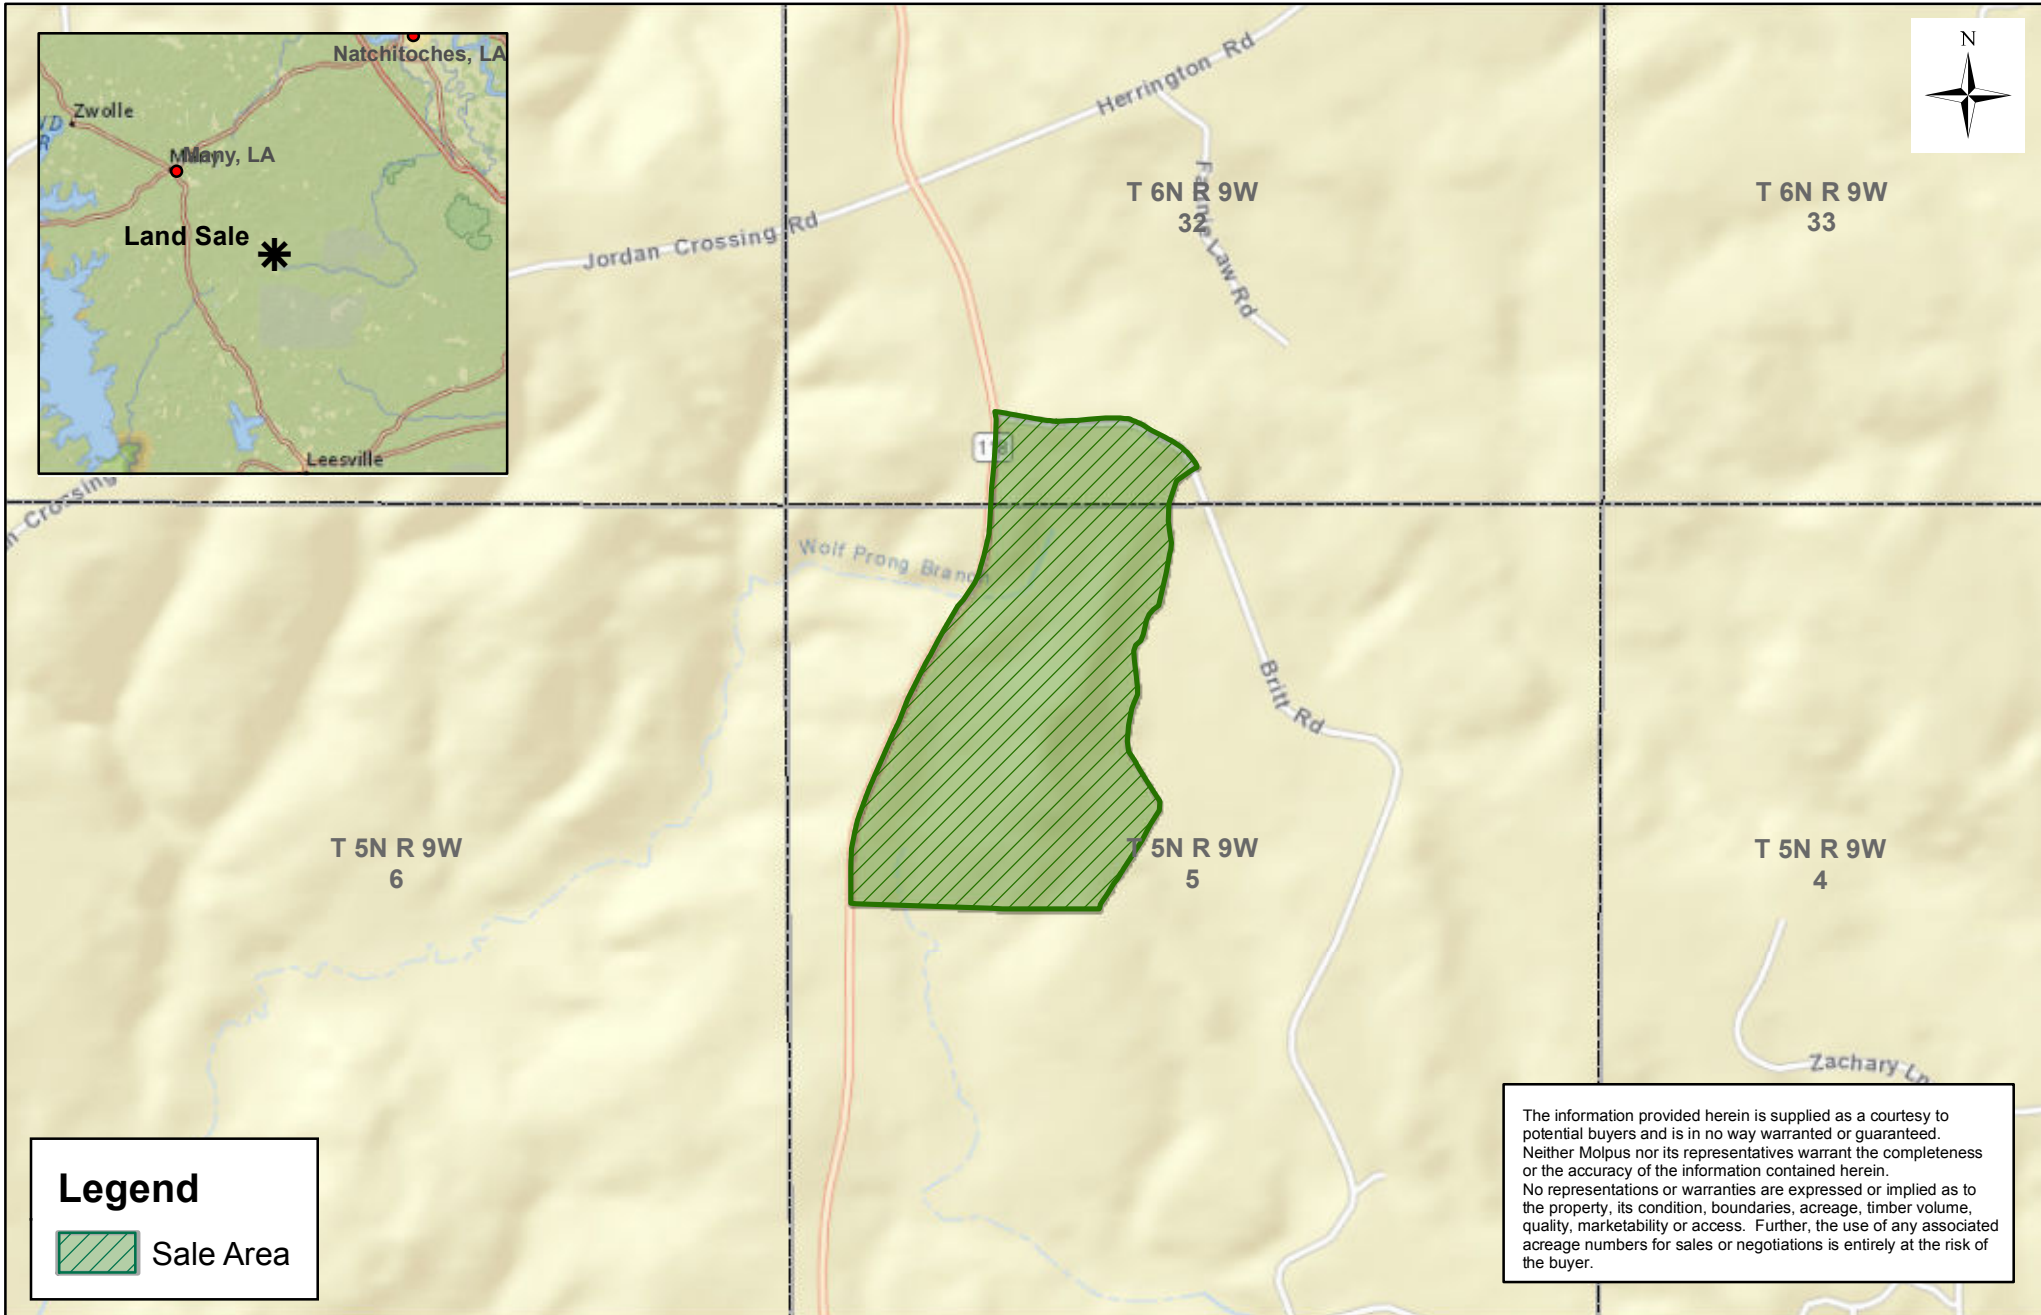 Natchitoches, LA
Zwolle
Many, LA
Land Sale
Leesville
N
Herrington Rd
Jordan Crossing Rd
Fannie Law Rd
T 6N R 9W
32
T 6N R 9W
33
Crossing
Wolf Prong Branch
Britt Rd
T 5N R 9W
6
T 5N R 9W
5
T 5N R 9W
4
Zachary Ln
Legend
Sale Area
The information provided herein is supplied as a courtesy to
potential buyers and is in no way warranted or guaranteed.
Neither Molpus nor its representatives warrant the completeness
or the accuracy of the information contained herein.
No representations or warranties are expressed or implied as to
the property, its condition, boundaries, acreage, timber volume,
quality, marketability or access. Further, the use of any associated
acreage numbers for sales or negotiations is entirely at the risk of
the buyer.